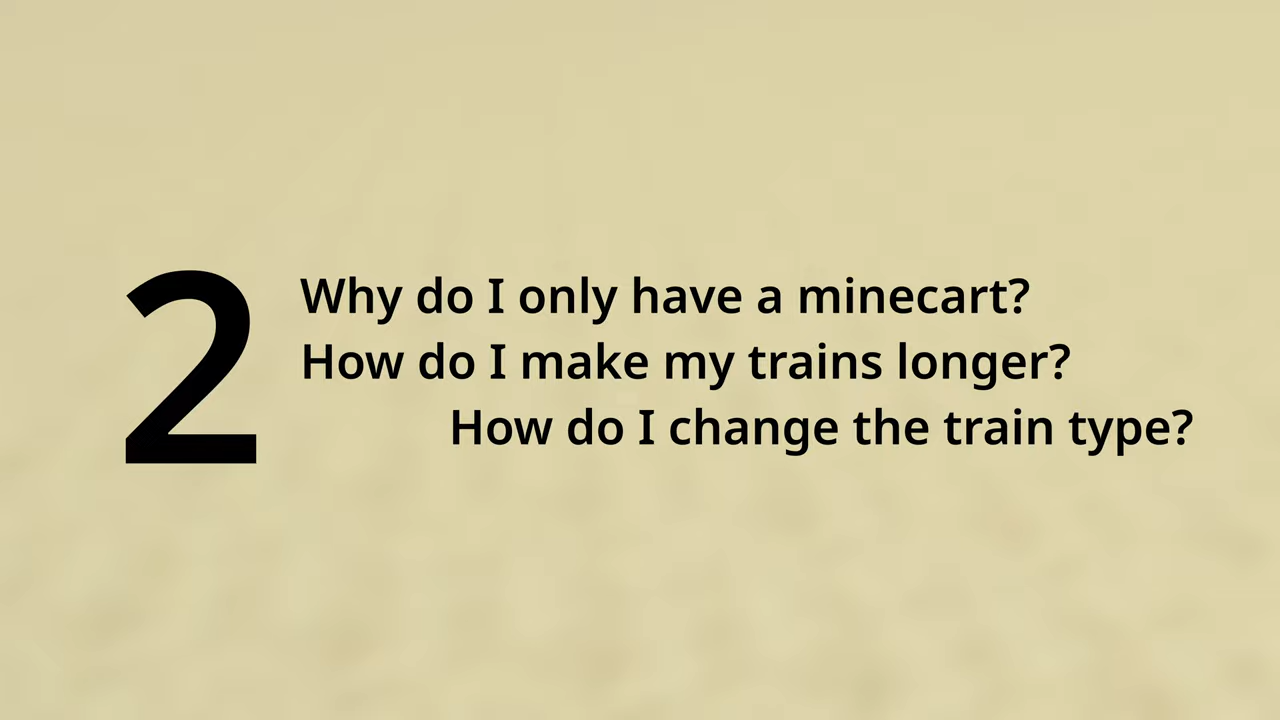 2
Why do I only have a minecart?
How do I make my trains longer?
How do I change the train type?